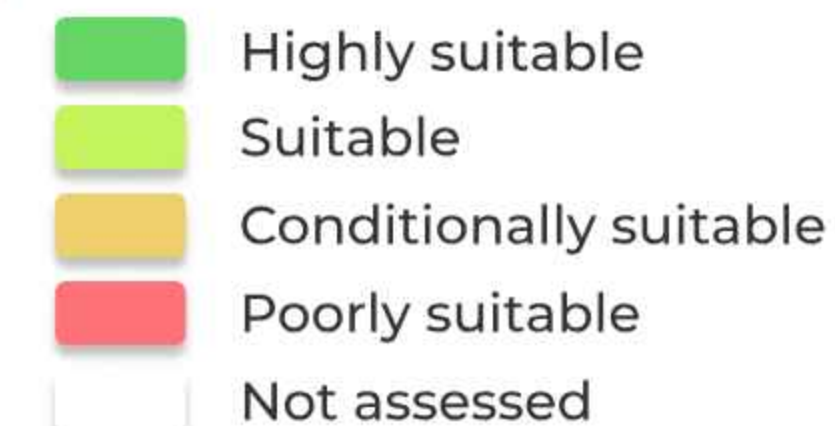 Highly suitable
Suitable
Conditionally suitable
Poorly suitable
Not assessed